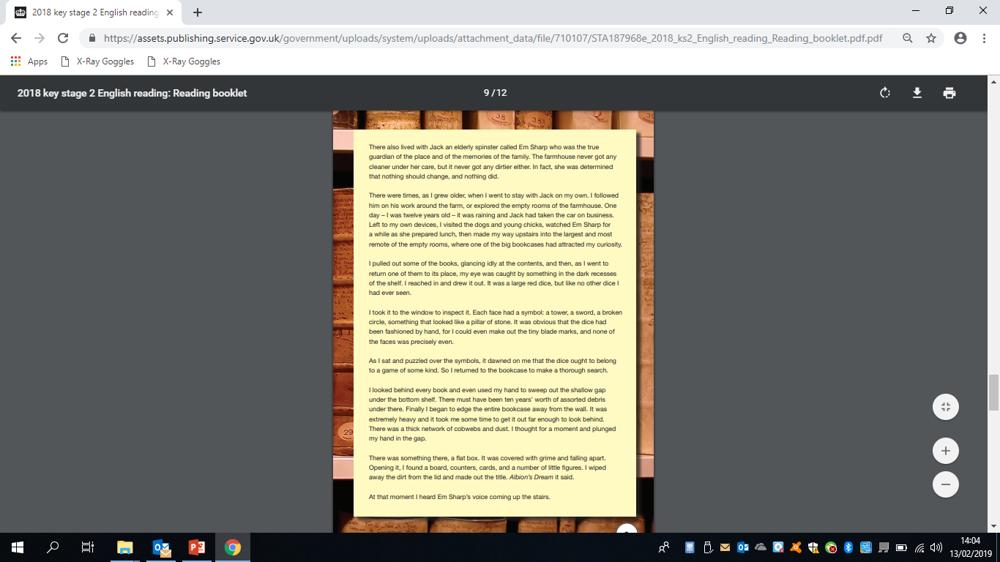 2018 key stage 2 English reading
https://assets.publishing.service.gov.uk/government/uploads/system/uploads/attachment_data/file/710107/STA187968e_2018_ks2_English_reading_Reading_booklet.pdf.pdf
Apps X-Ray Goggles X-Ray Goggles
2018 key stage 2 English reading: Reading booklet 9 / 12
371 38 381
There also lived with Jack an elderly spinster called Em Sharp who was the true
guardian of the place and of the memories of the family. The farmhouse never got any
cleaner under her care, but it never got any dirtier either. In fact, she was determined
that nothing should change, and nothing did.
There were times, as I grew older, when I went to stay with Jack on my own. I followed
him on his work around the farm, or explored the empty rooms of the farmhouse. One
day – I was twelve years old – it was raining and Jack had taken the car on business.
Left to my own devices, I visited the dogs and young chicks, watched Em Sharp for
a while as she prepared lunch, then made my way upstairs into the largest and most
remote of the empty rooms, where one of the big bookcases had attracted my curiosity.
I pulled out some of the books, glancing idly at the contents, and then, as I went to
return one of them to its place, my eye was caught by something in the dark recesses
of the shelf. I reached in and drew it out. It was a large red dice, but like no other dice I
had ever seen.
I took it to the window to inspect it. Each face had a symbol: a tower, a sword, a broken
circle, something that looked like a pillar of stone. It was obvious that the dice had
been fashioned by hand, for I could even make out the tiny blade marks, and none of
the faces was precisely even.
As I sat and puzzled over the symbols, it dawned on me that the dice ought to belong
to a game of some kind. So I returned to the bookcase to make a thorough search.
I looked behind every book and even used my hand to sweep out the shallow gap
under the bottom shelf. There must have been ten years' worth of assorted debris
under there. Finally I began to edge the entire bookcase away from the wall. It was
extremely heavy and it took me some time to get it out far enough to look behind.
There was a thick network of cobwebs and dust. I thought for a moment and plunged
my hand in the gap.
29
There was something there, a flat box. It was covered with grime and falling apart.
Opening it, I found a board, counters, cards, and a number of little figures. I wiped
away the dirt from the lid and made out the title. Albion's Dream it said.
At that moment I heard Em Sharp's voice coming up the stairs.
14:04
13/02/2019